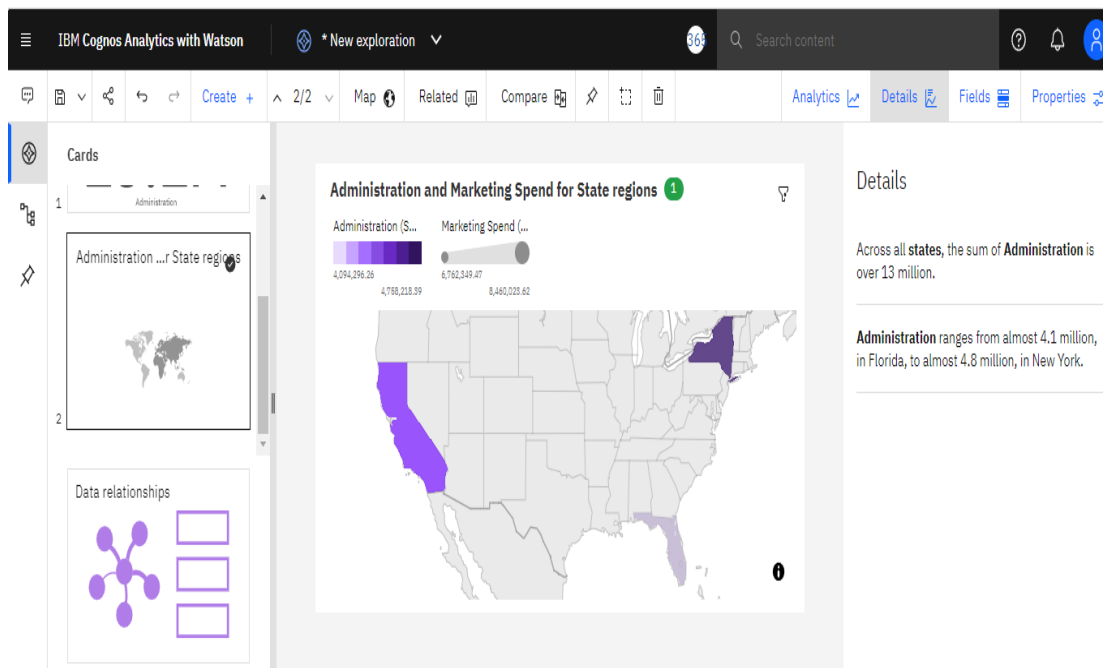 IBM Cognos Analytics with Watson
* New exploration
365
Search content
Create +
2/2
Map
Related
Compare
Analytics
Details
Fields
Properties
Cards
1
Administration
Administration ...r State regions
2
Data relationships
Administration and Marketing Spend for State regions 1
Administration (S...
Marketing Spend (...
4,094,296.26
4,758,218.39
6,762,349.47
8,460,023.62
Details
Across all states, the sum of Administration is
over 13 million.
Administration ranges from almost 4.1 million,
in Florida, to almost 4.8 million, in New York.